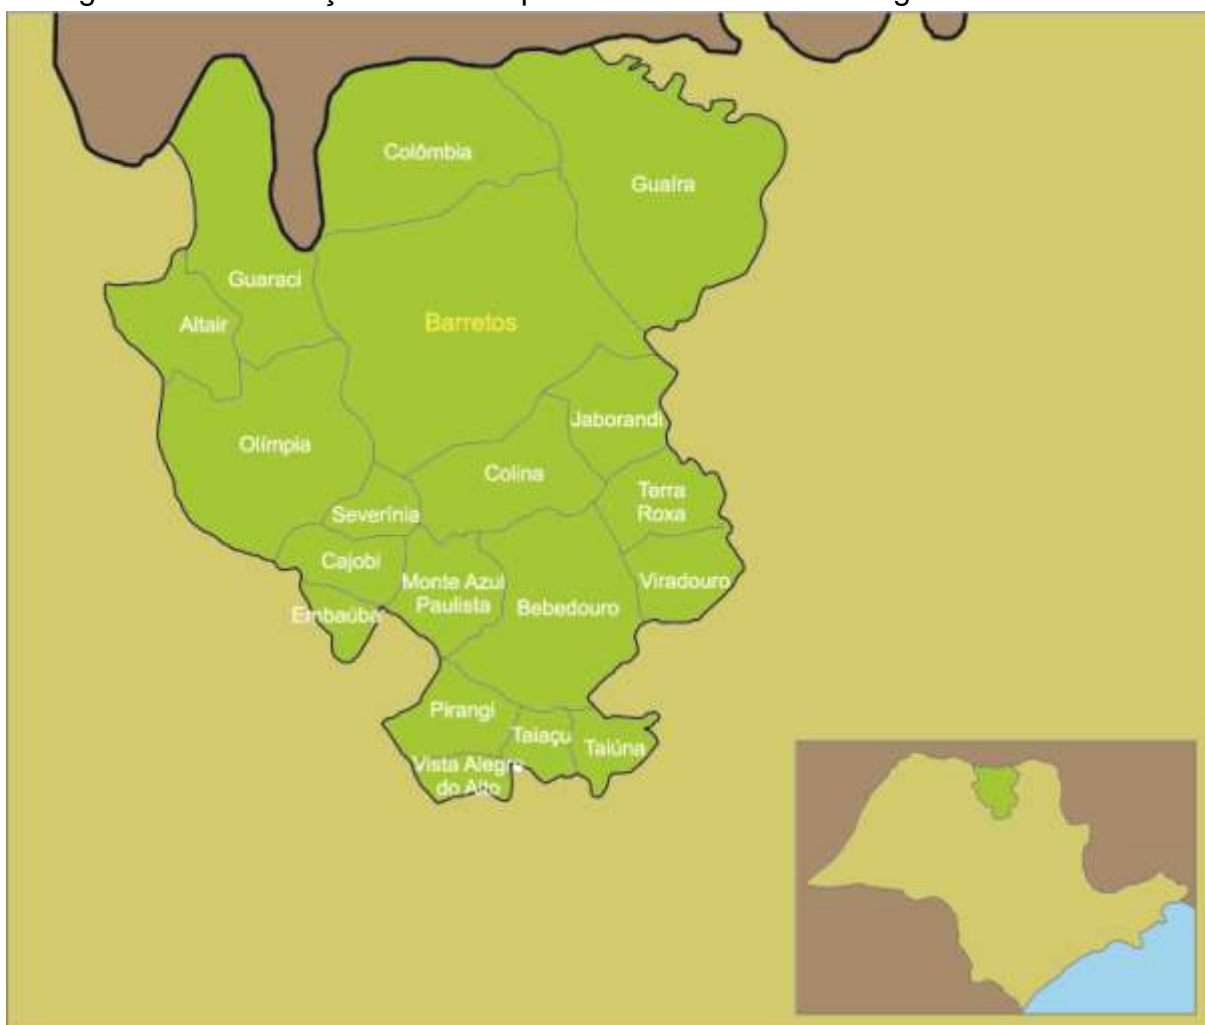 Colômbia
Guaíra
Guaraci
Altair
Barretos
Jaborandi
Olímpia
Colina
Terra
Roxa
Severínia
Cajobi
Monte Azul
Paulista
Viradouro
Bebedouro
Embaúba
Pirangi
Taiaçu
Taiúna
Vista Alegre
do Alto